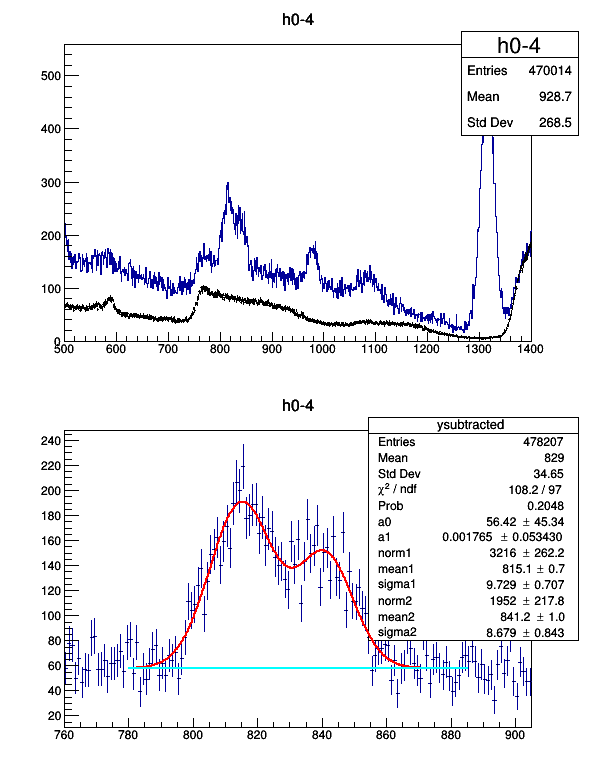 h0-4
h0-4
Entries 470014
Mean 928.7
Std Dev 268.5
500
400
300
200
100
0
500 600 700 800 900 1000 1100 1200 1300 1400
h0-4
ysubtracted
Entries 478207
Mean 829
Std Dev 34.65
χ² / ndf 108.2 / 97
Prob 0.2048
a0 56.42 ± 45.34
a1 0.001765 ± 0.053430
norm1 3216 ± 262.2
mean1 815.1 ± 0.7
sigma1 9.729 ± 0.707
norm2 1952 ± 217.8
mean2 841.2 ± 1.0
sigma2 8.679 ± 0.843
240
220
200
180
160
140
120
100
80
60
40
20
760 780 800 820 840 860 880 900